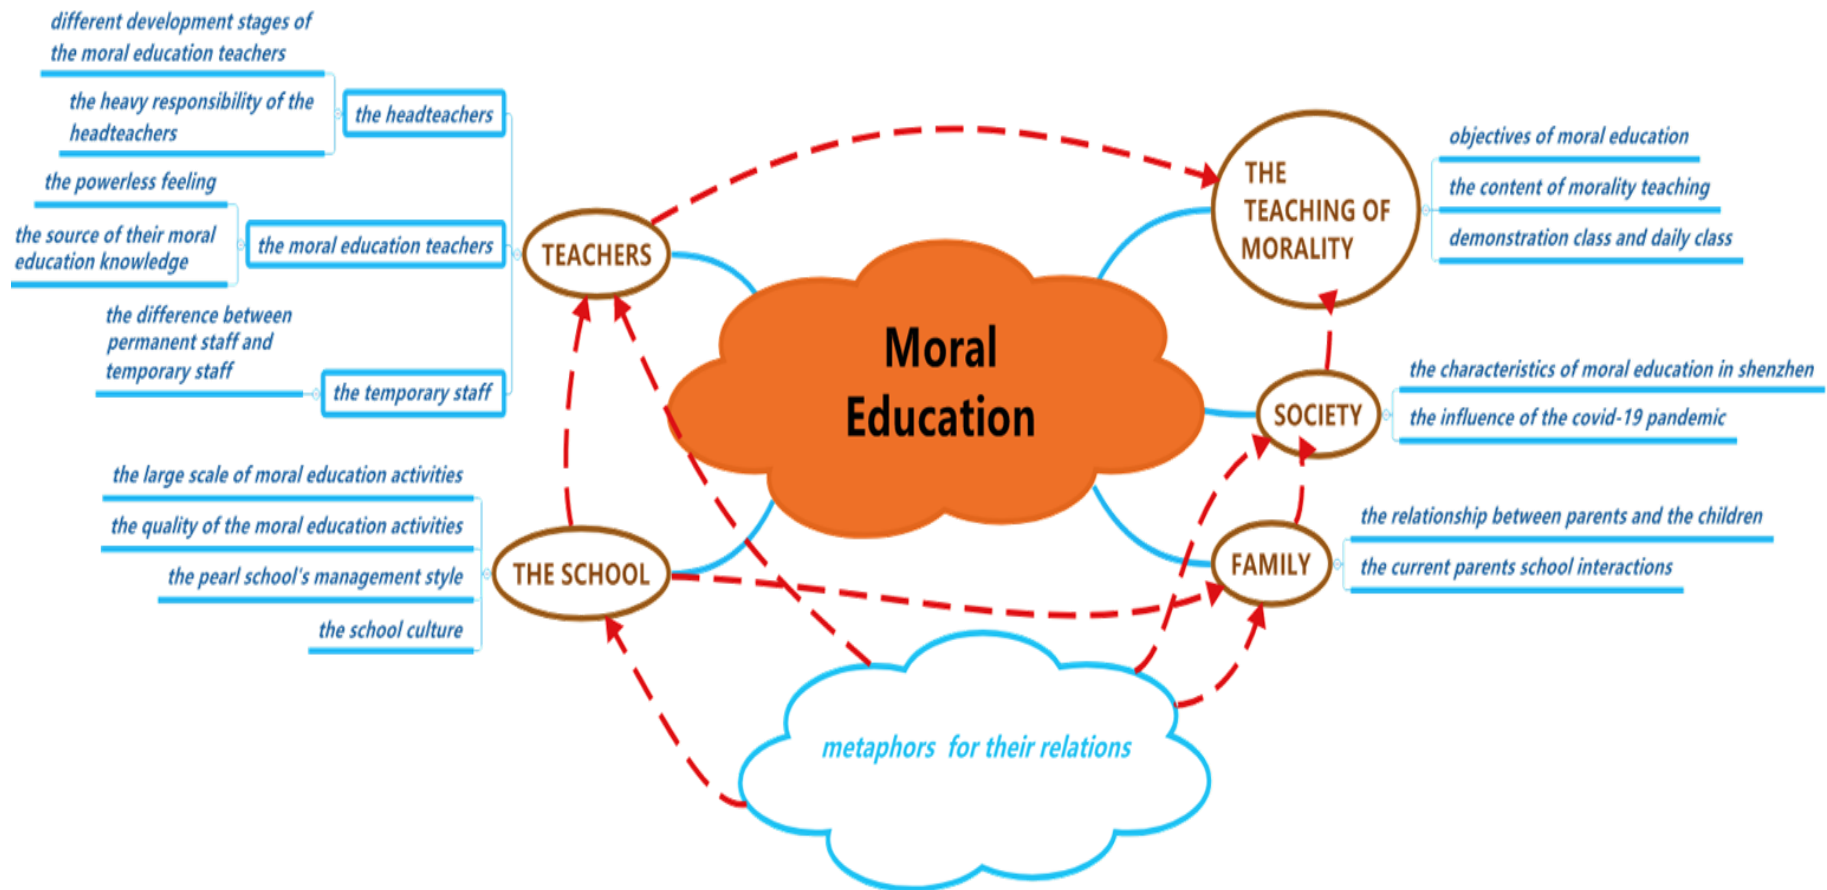 different development stages of
the moral education teachers
the heavy responsibility of the
headteachers
the headteachers
the powerless feeling
the source of their moral
education knowledge
the moral education teachers
the difference between
permanent staff and
temporary staff
the temporary staff
TEACHERS
the large scale of moral education activities
the quality of the moral education activities
the pearl school's management style
the school culture
THE SCHOOL
Moral
Education
THE
TEACHING OF
MORALITY
objectives of moral education
the content of morality teaching
demonstration class and daily class
SOCIETY
the characteristics of moral education in shenzhen
the influence of the covid-19 pandemic
FAMILY
the relationship between parents and the children
the current parents school interactions
metaphors for their relations